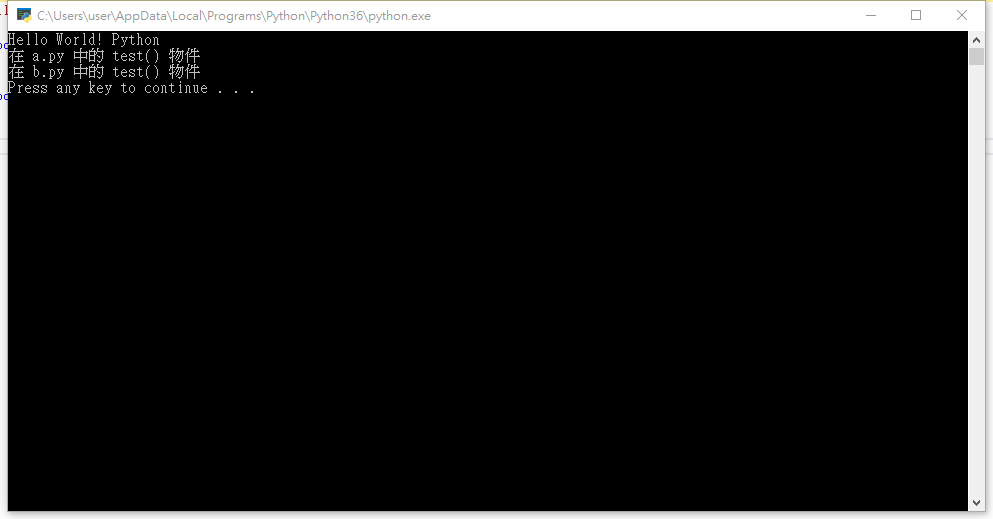 C:\Users\user\AppData\Local\Programs\Python\Python36\python.exe
Hello World! Python
在 a.py 中的 test() 物件
在 b.py 中的 test() 物件
Press any key to continue . . .